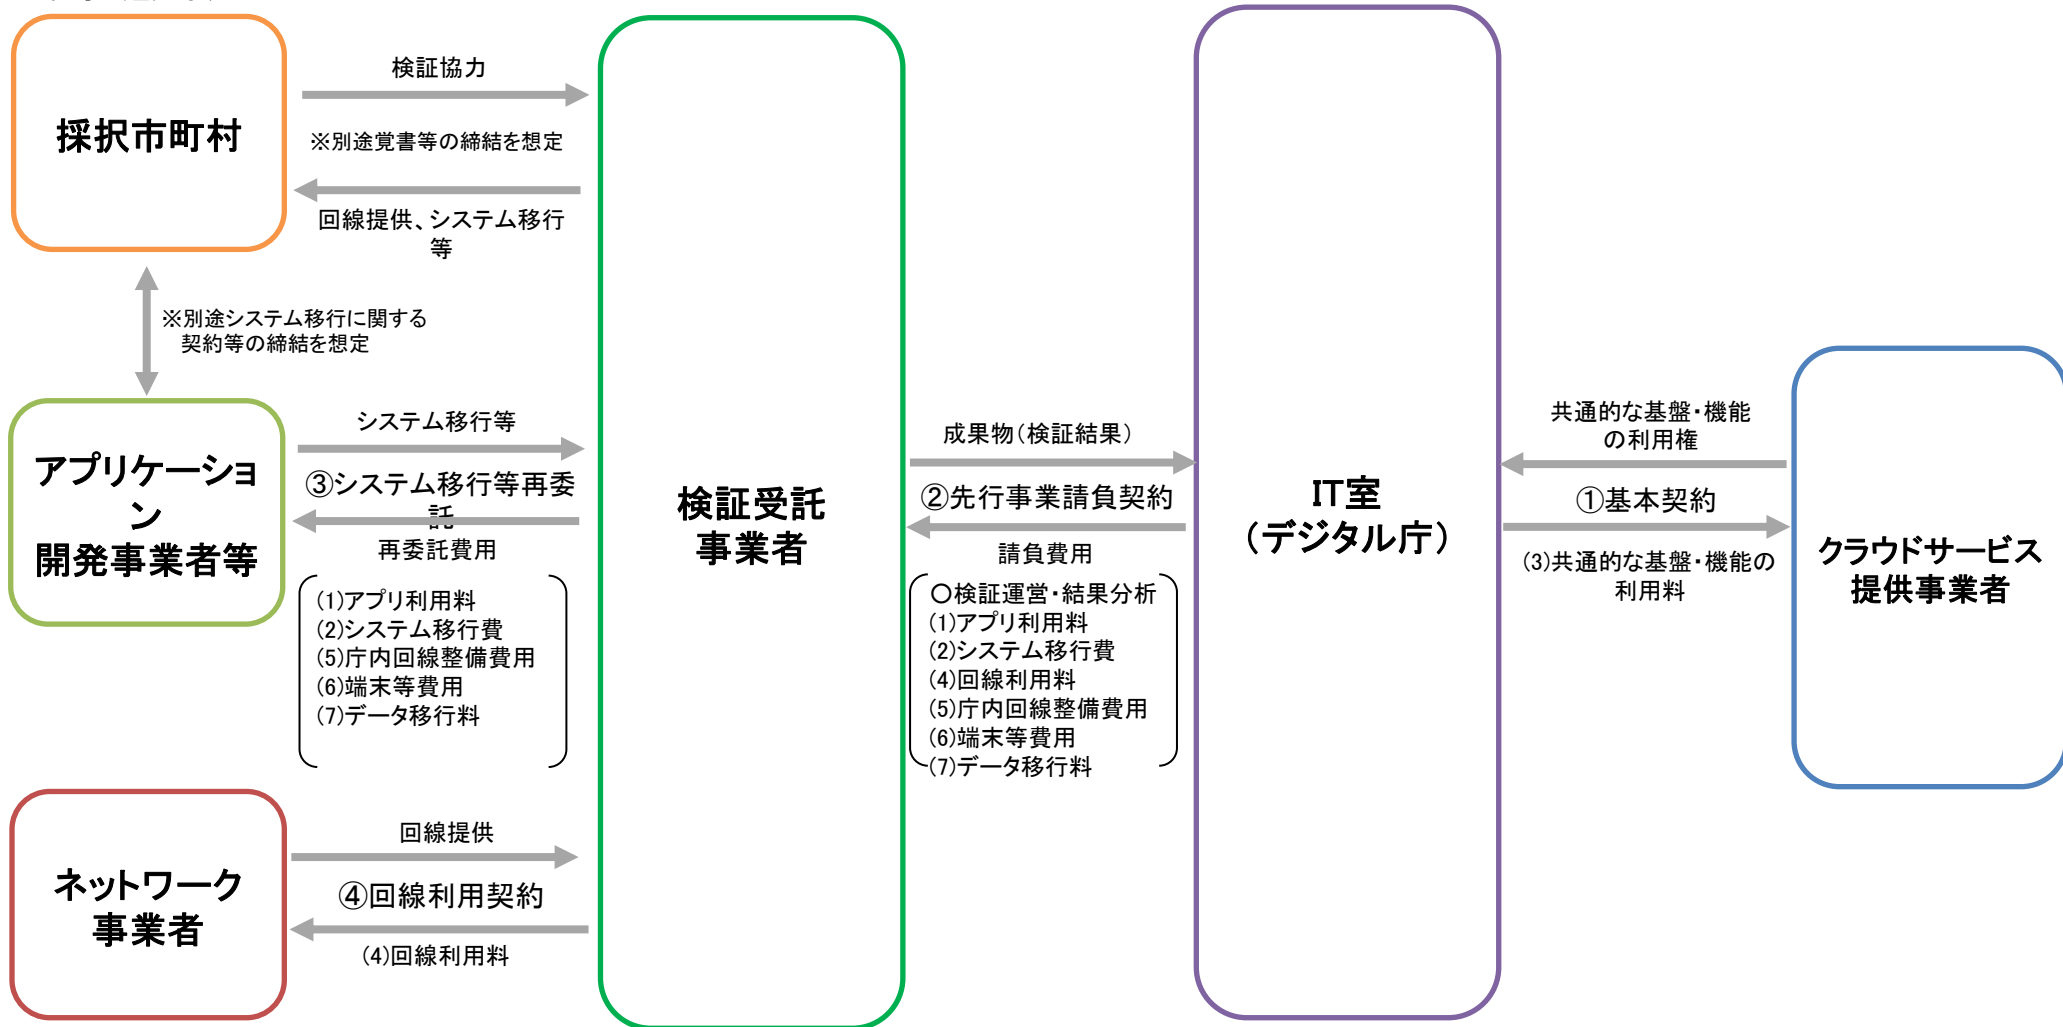 採択市町村
検証協力
※別途覚書等の締結を想定
回線提供、システム移行
等
※別途システム移行に関する
契約等の締結を想定
アプリケーショ
ン
開発事業者等
システム移行等
③システム移行等再委
託
再委託費用
(1)アプリ利用料
(2)システム移行費
(5)庁内回線整備費用
(6)端末等費用
(7)データ移行料
ネットワーク
事業者
回線提供
④回線利用契約
(4)回線利用料
検証受託
事業者
成果物(検証結果)
②先行事業請負契約
請負費用
〇検証運営・結果分析
(1)アプリ利用料
(2)システム移行費
(4)回線利用料
(5)庁内回線整備費用
(6)端末等費用
(7)データ移行料
IT室
(デジタル庁)
共通的な基盤・機能
の利用権
①基本契約
(3)共通的な基盤・機能の
利用料
クラウドサービス
提供事業者